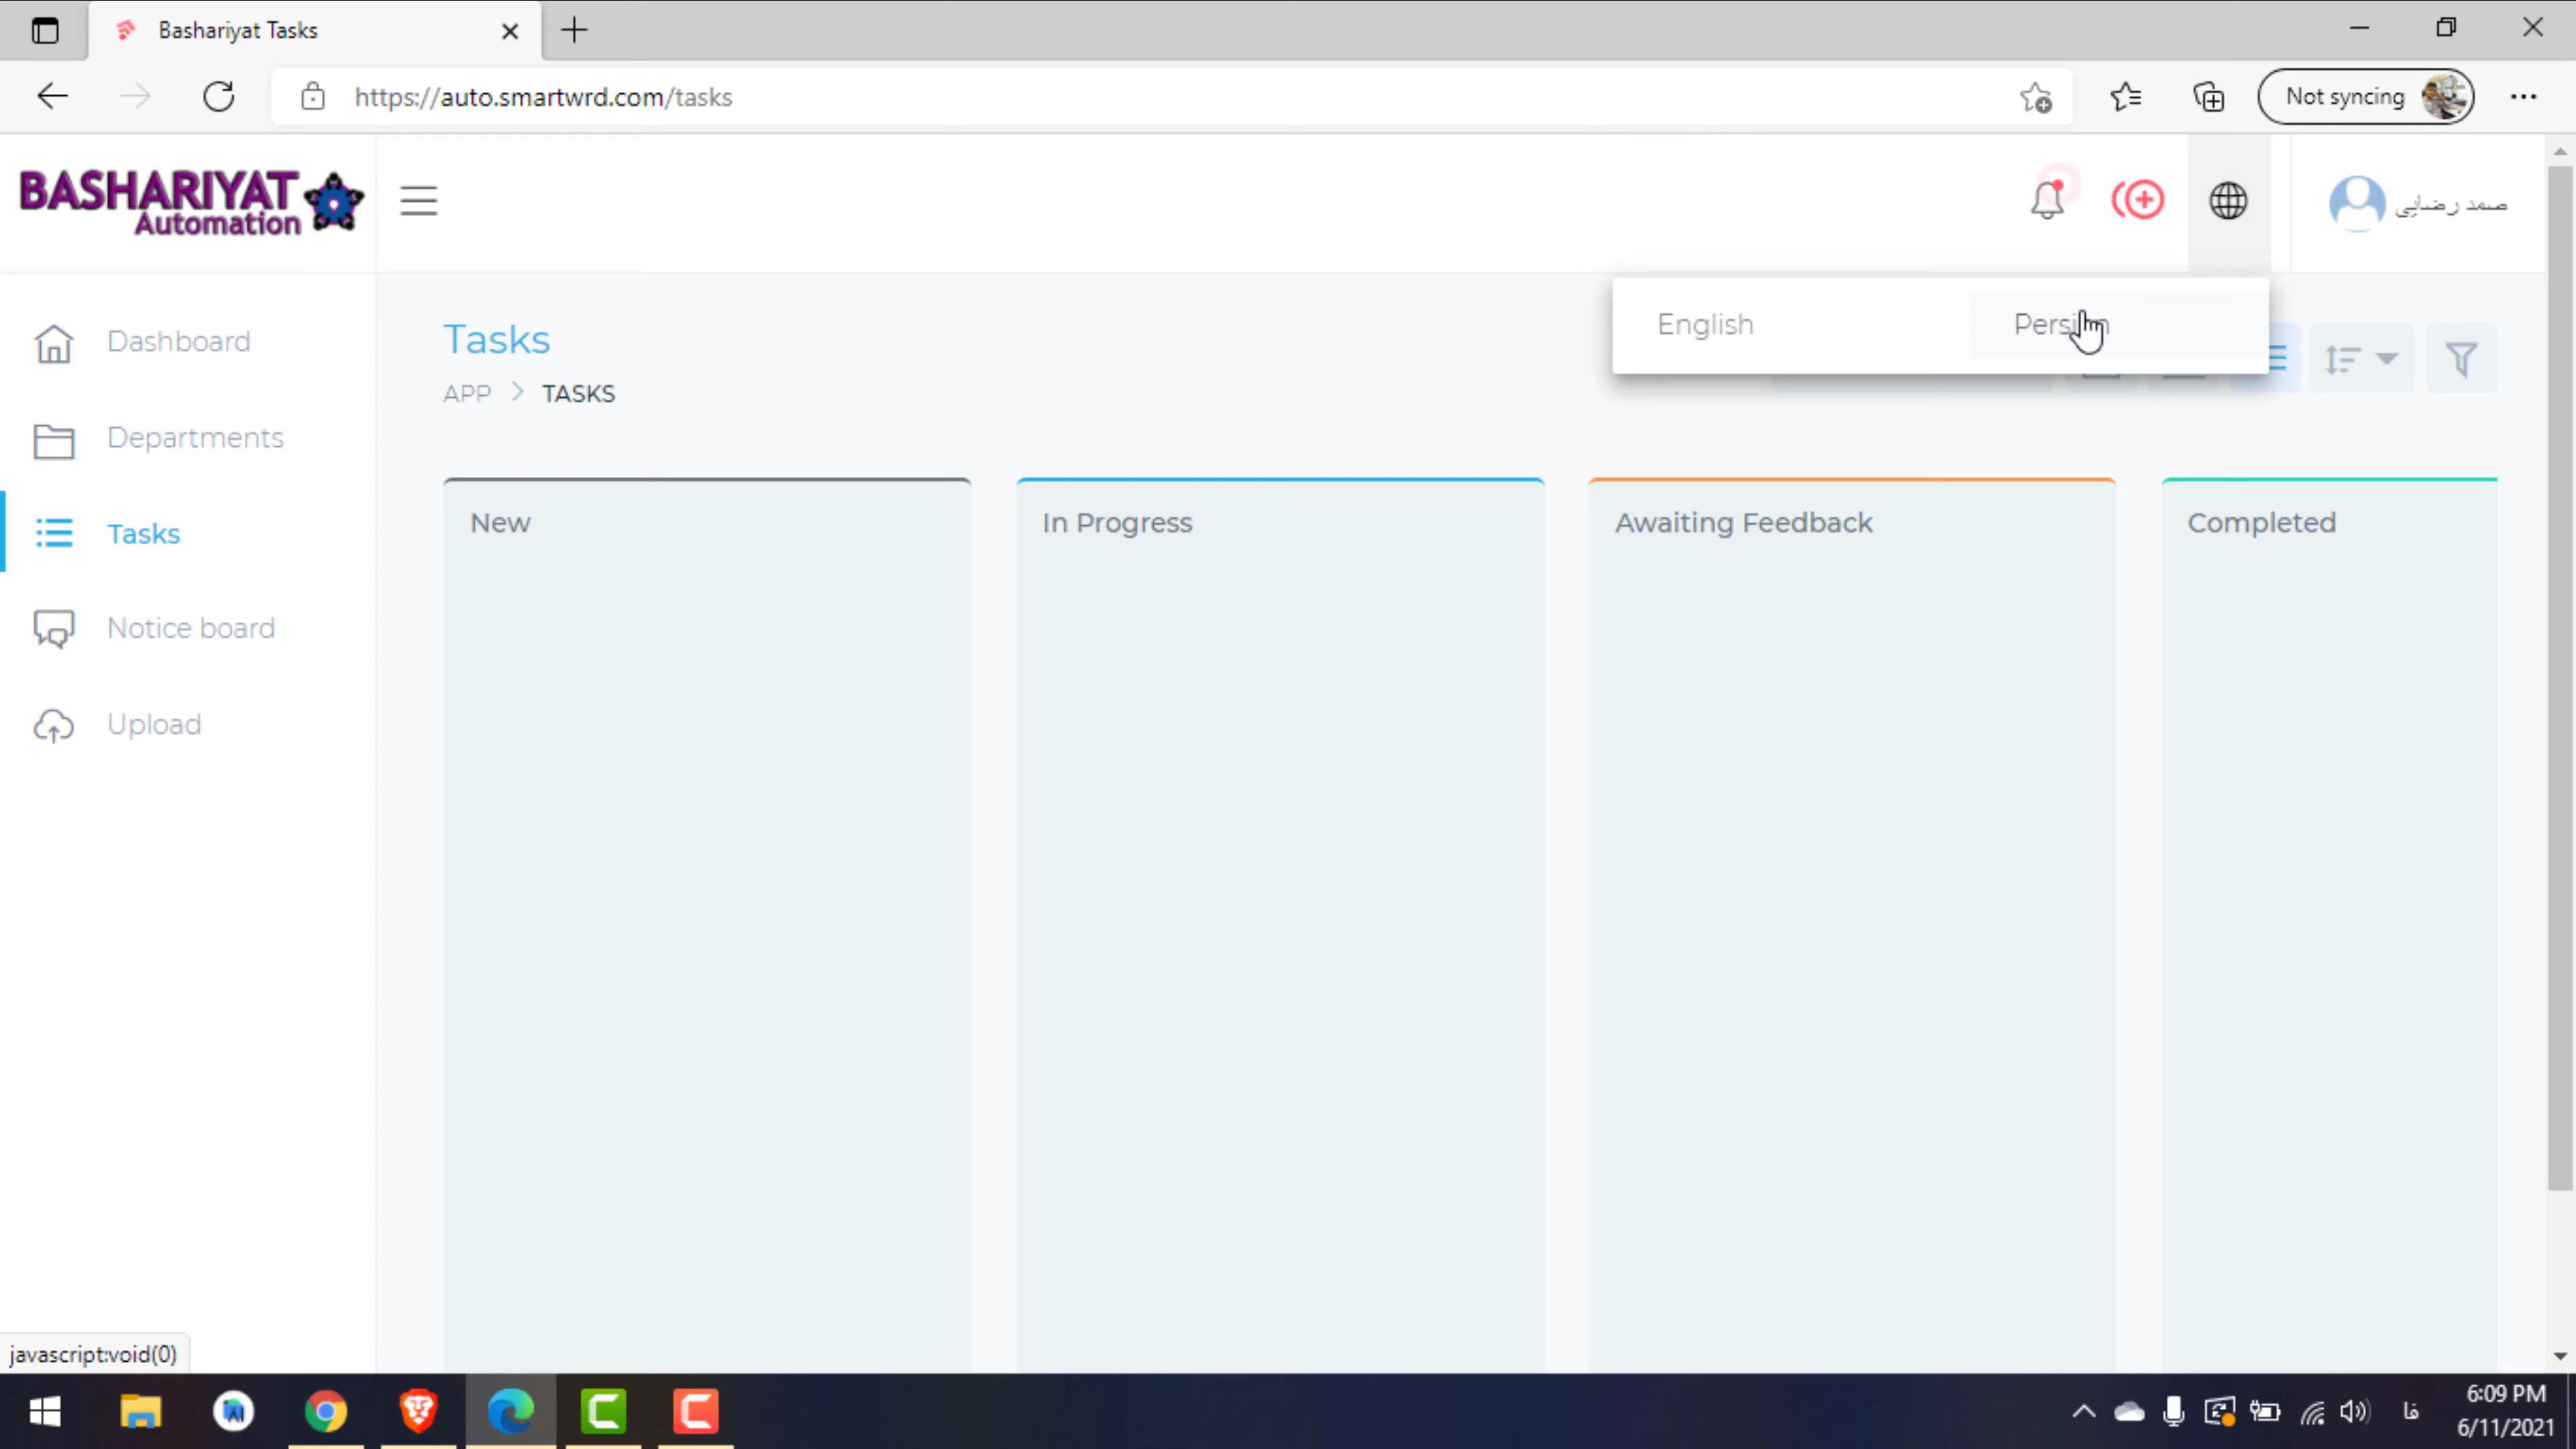 Bashariyat Tasks
https://auto.smartwrd.com/tasks
Not syncing
BASHARIYAT
Automation
صمد رضایی
English
Persian
Dashboard
Departments
Tasks
Notice board
Upload
Tasks
APP > TASKS
New
In Progress
Awaiting Feedback
Completed
javascript:void(0)
فا
6:09 PM
6/11/2021